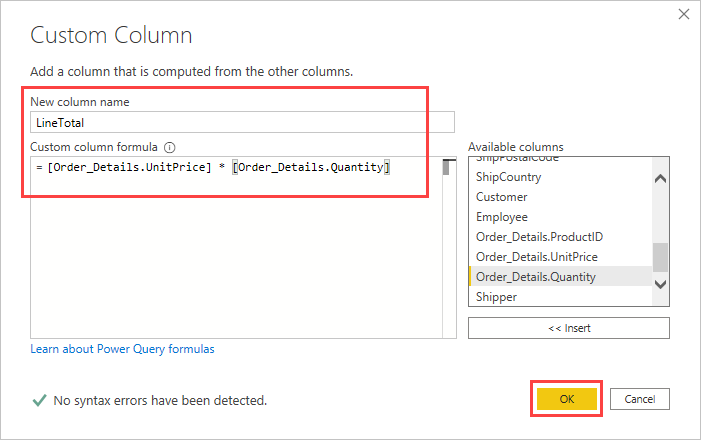 Custom Column
Add a column that is computed from the other columns.
New column name
LineTotal
Custom column formula
= [Order_Details.UnitPrice] * [Order_Details.Quantity]
Available columns
ShipPostalCode
ShipCountry
Customer
Employee
Order_Details.ProductID
Order_Details.UnitPrice
Order_Details.Quantity
Shipper
<< Insert
Learn about Power Query formulas
No syntax errors have been detected.
OK
Cancel